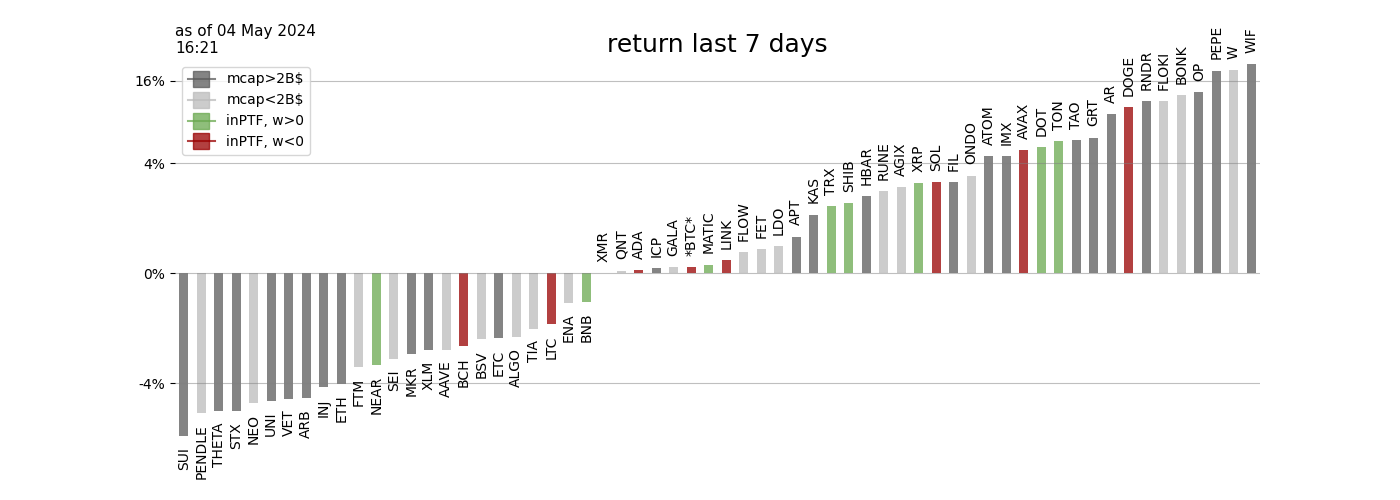 as of 04 May 2024
16:21
return last 7 days
mcap>2B$
mcap<2B$
inPTF, w>0
inPTF, w<0
16%
4%
0%
-4%
SUI
PENDLE
THETA
STX
NEO
UNI
VET
ARB
INJ
ETH
FTM
NEAR
SEI
MKR
XLM
AAVE
BCH
BSV
ETC
ALGO
TIA
LTC
ENA
BNB
XMR
QNT
ADA
ICP
GALA
*BTC*
MATIC
LINK
FLOW
FET
LDO
APT
KAS
TRX
SHIB
HBAR
RUNE
AGIX
XRP
SOL
FIL
ONDO
ATOM
IMX
AVAX
DOT
TON
TAO
GRT
AR
DOGE
RNDR
FLOKI
BONK
OP
PEPE
W
WIF